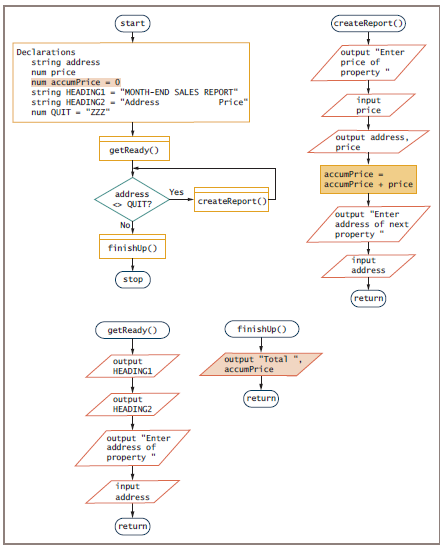 start
Declarations
string address
num price
num accumPrice = 0
string HEADING1 = "MONTH-END SALES REPORT"
string HEADING2 = "Address Price"
num QUIT = "ZZZ"
getReady()
address
<> QUIT?
Yes
createReport()
No
finishUp()
stop
createReport()
output "Enter
price of
property "
input
price
output address,
price
accumPrice =
accumPrice + price
output "Enter
address of next
property "
input
address
return
getReady()
output
HEADING1
output
HEADING2
output "Enter
address of
property "
input
address
return
finishUp()
output "Total ",
accumPrice
return